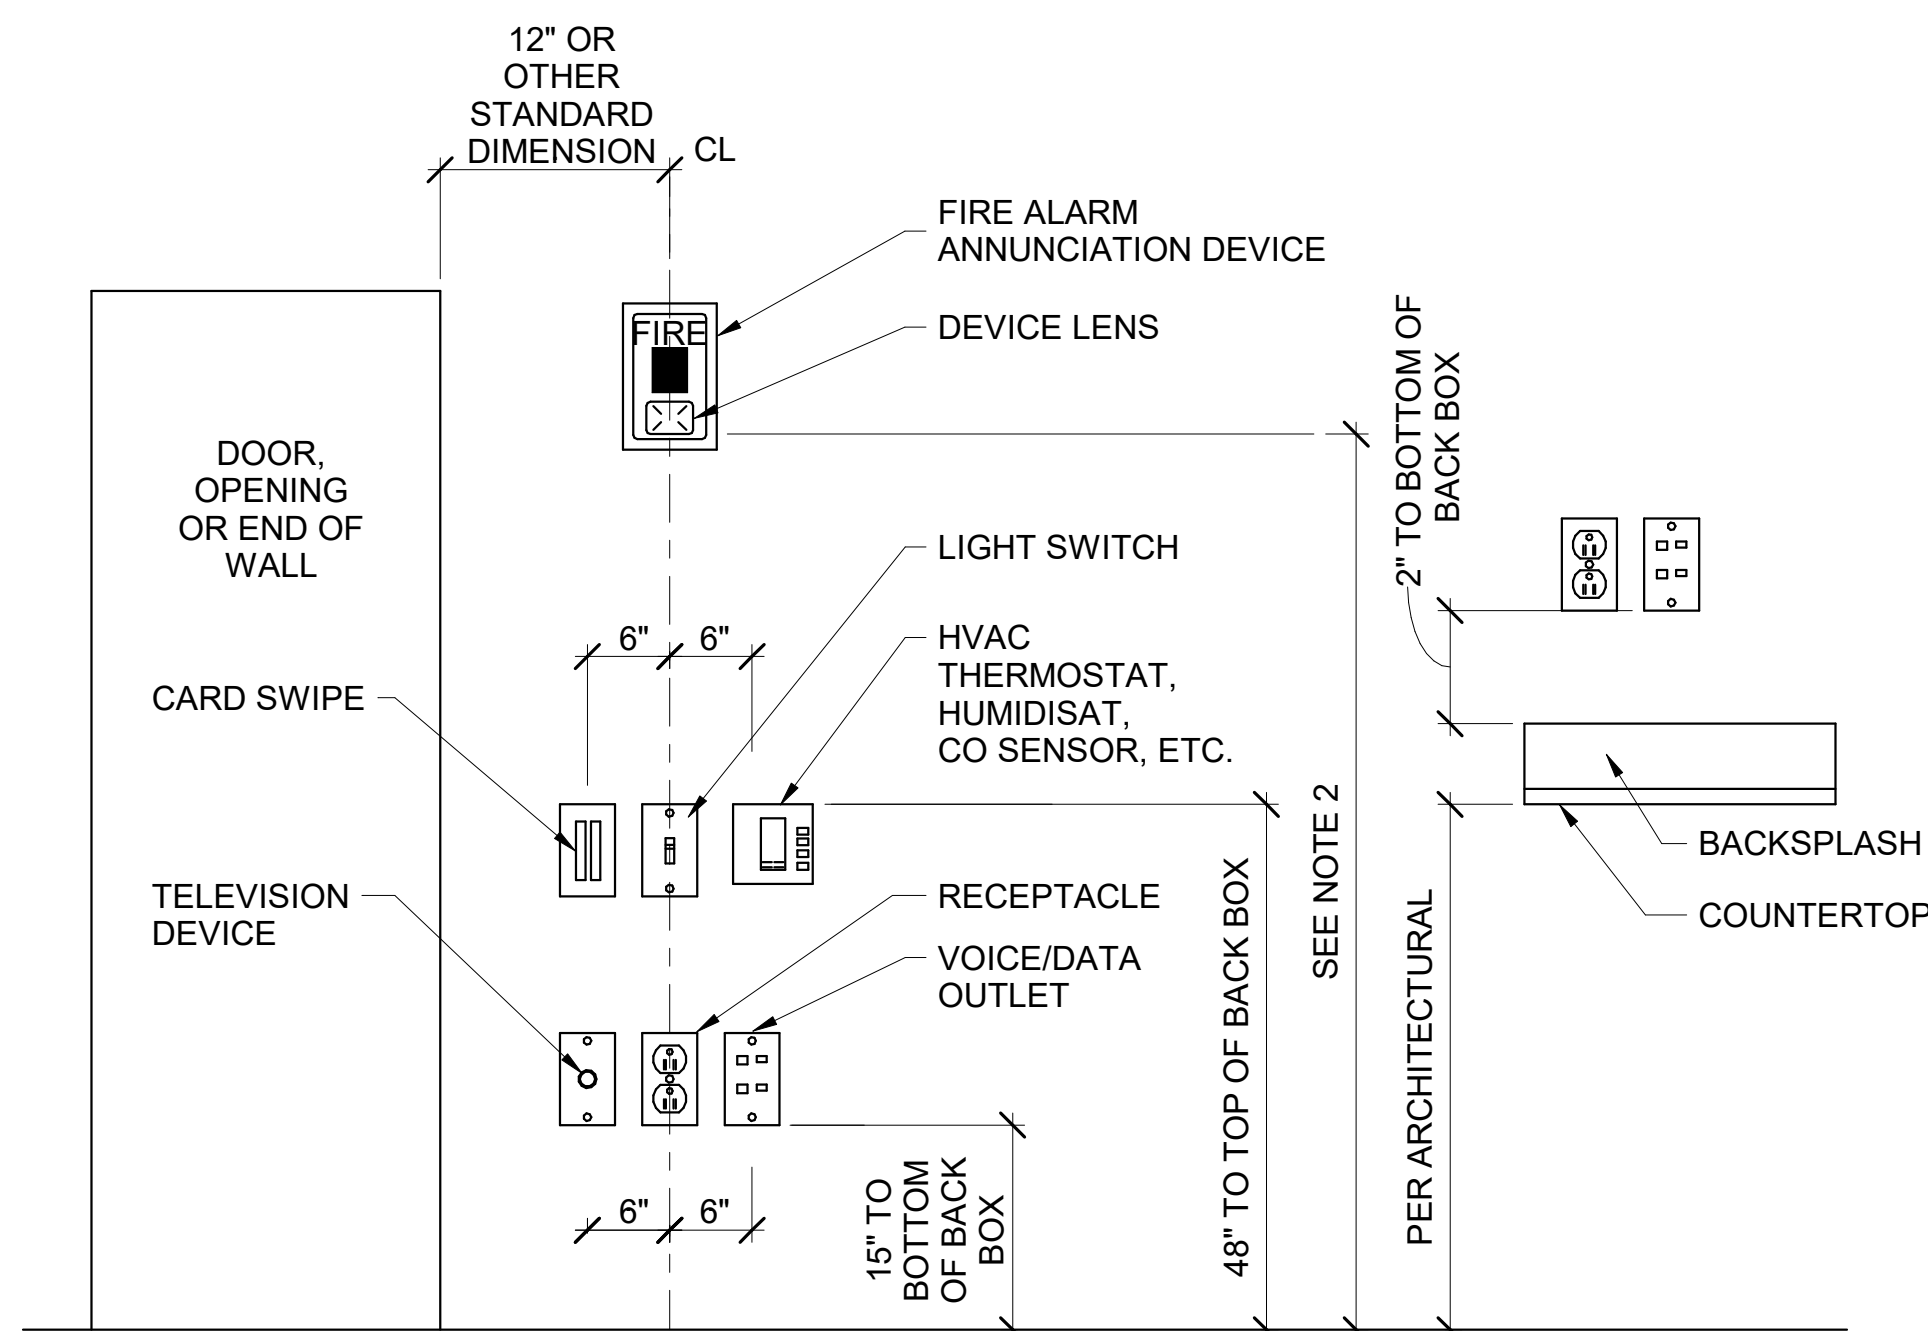 12" OR
OTHER
STANDARD
DIMENSION
CL
FIRE ALARM
ANNUNCIATION DEVICE
FIRE
DEVICE LENS
2" TO BOTTOM OF
BACK BOX
DOOR,
OPENING
OR END OF
WALL
LIGHT SWITCH
6"
6"
HVAC
THERMOSTAT,
HUMIDISAT,
CO SENSOR, ETC.
CARD SWIPE
SEE NOTE 2
BACKSPLASH
TELEVISION
DEVICE
RECEPTACLE
COUNTERTOP
VOICE/DATA
OUTLET
48" TO TOP OF BACK BOX
PER ARCHITECTURAL
6"
6"
15" TO
BOTTOM
OF BACK
BOX